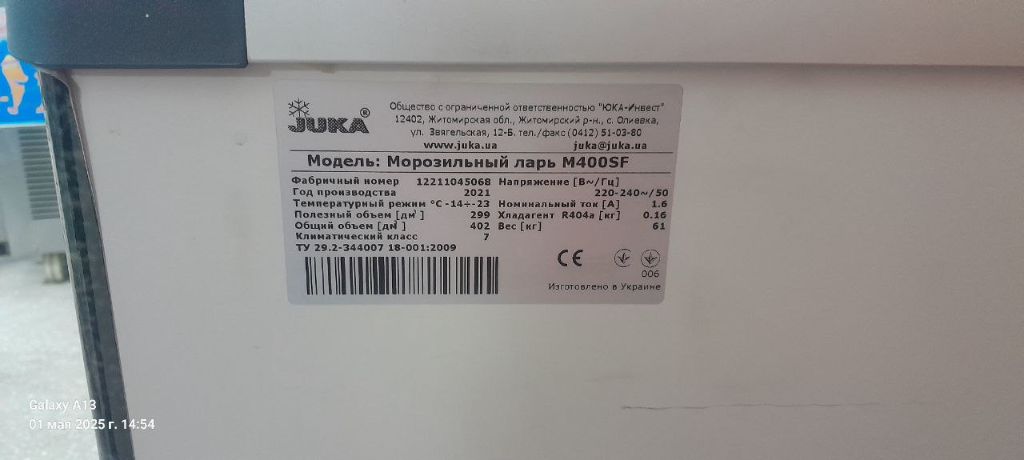 JUKA®
Общество с ограниченной ответственностью "ЮКА-Инвест"
12402, Житомирская обл., Житомирский р-н., с. Олиевка,
ул. Звягельская, 12-Б. тел./факс (0412) 51-03-80
www.juka.ua juka@juka.ua
Модель: Морозильный ларь M400SF
Фабричный номер 12211045068 Напряжение [В~/Гц]
Год производства 2021 220-240~/50
Температурный режим °C -14÷-23 Номинальный ток [А] 1.6
Полезный объем [дм³] 299 Хладагент R404a [кг] 0.16
Общий объем [дм³] 402 Вес [кг] 61
Климатический класс 7
ТУ 29.2-344007 18-001:2009
CE
006
Изготовлено в Украине
Galaxy A13
01 мая 2025 г. 14:54